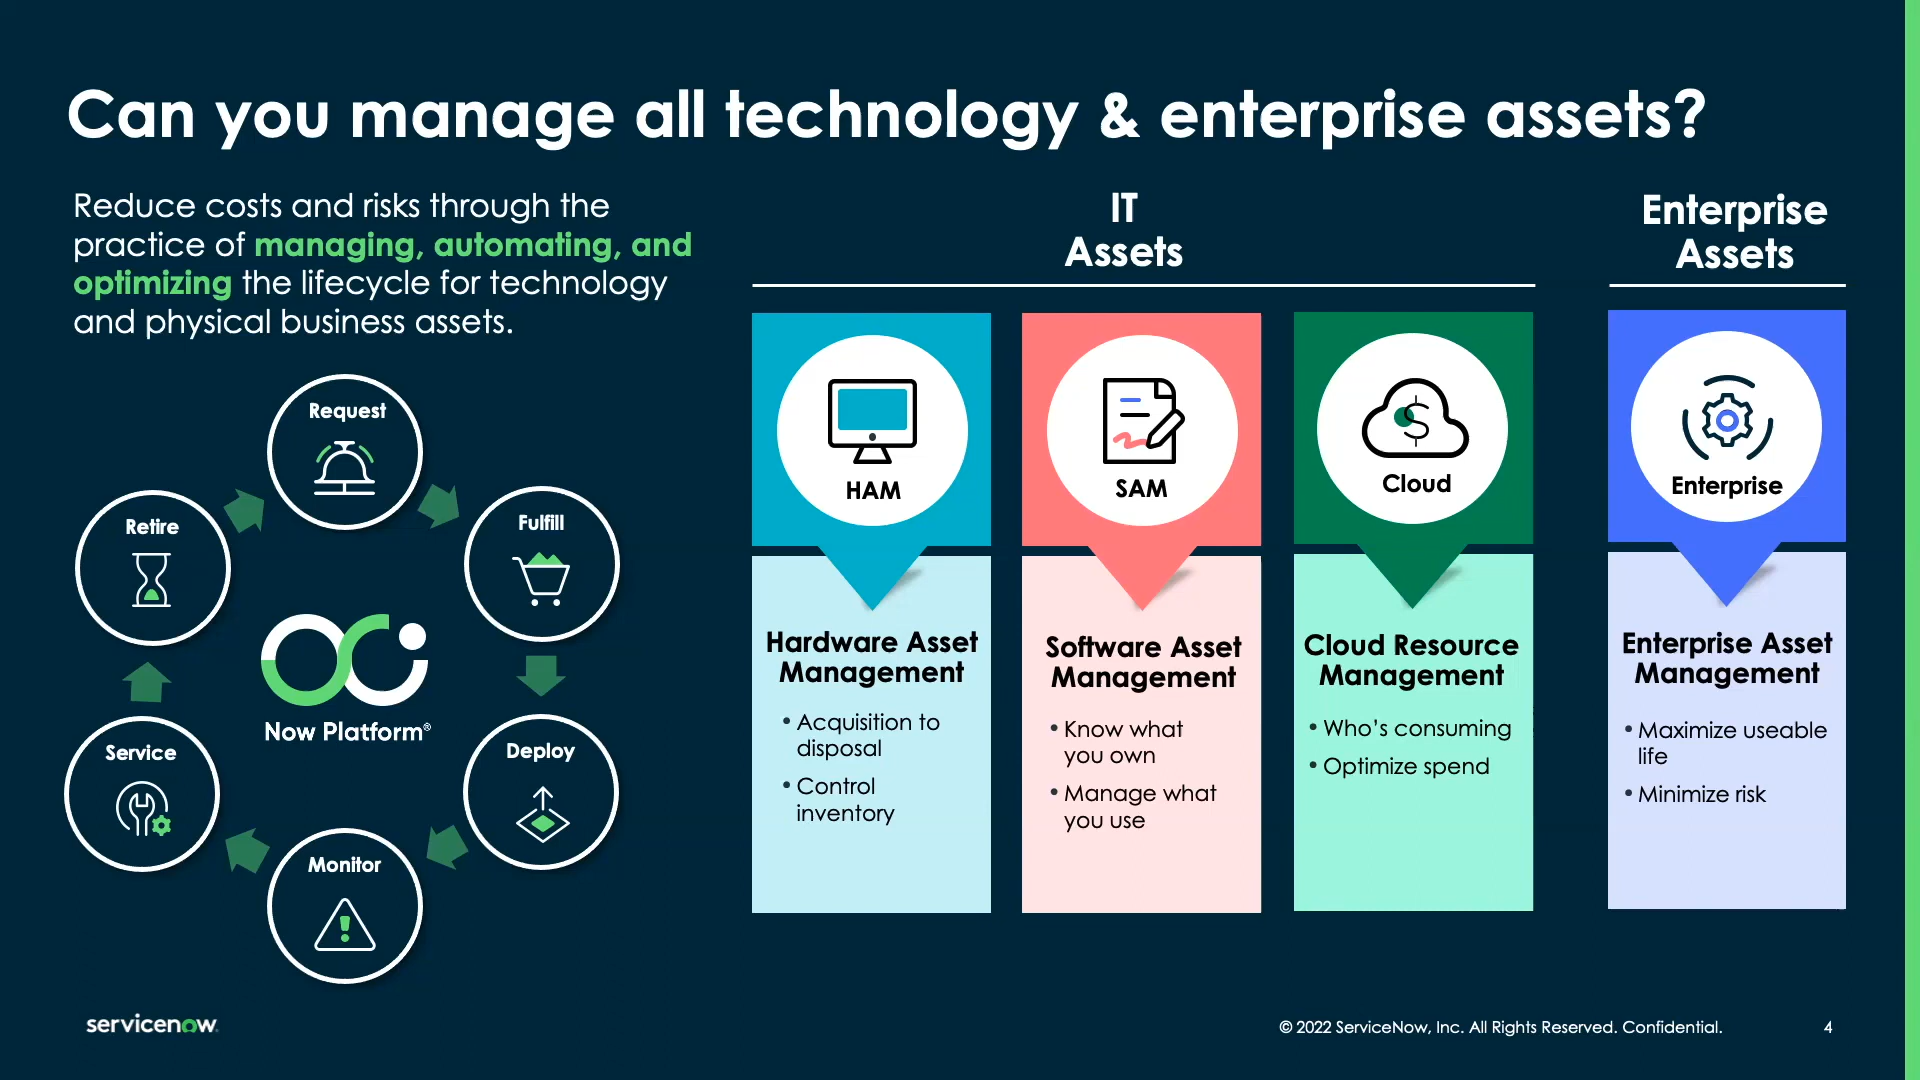 Can you manage all technology & enterprise assets?
Reduce costs and risks through the
practice of managing, automating, and
optimizing the lifecycle for technology
and physical business assets.
Request
Fulfill
Deploy
Monitor
Service
Retire
Now Platform®
IT
Assets
HAM
Hardware Asset
Management
• Acquisition to
disposal
• Control
inventory
SAM
Software Asset
Management
• Know what
you own
• Manage what
you use
$
Cloud
Cloud Resource
Management
• Who's consuming
• Optimize spend
Enterprise
Assets
Enterprise
Enterprise Asset
Management
• Maximize useable
life
• Minimize risk
servicenow
© 2022 ServiceNow, Inc. All Rights Reserved. Confidential.
4